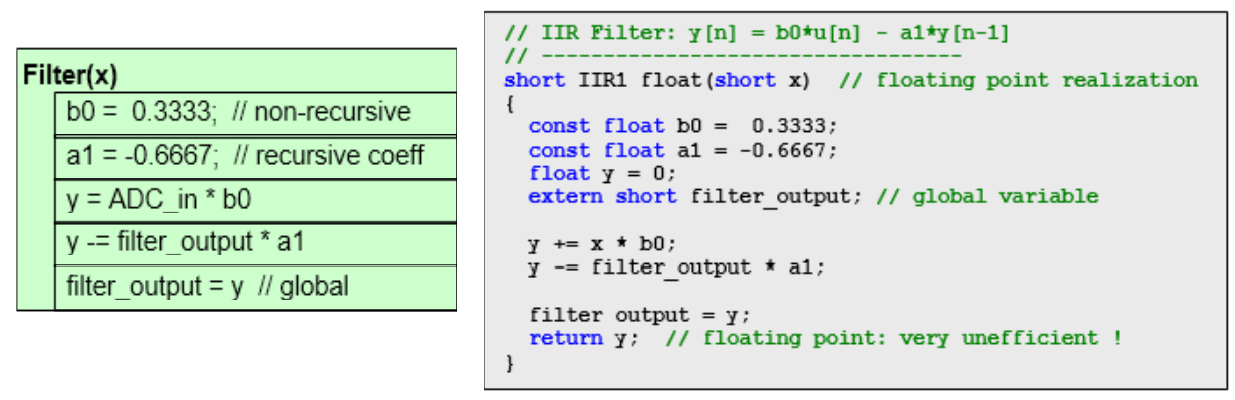 Filter(x)
b0 =  0.3333;  // non-recursive
a1 = -0.6667;  // recursive coeff
y = ADC_in * b0
y -= filter_output * a1
filter_output = y  // global
// IIR Filter: y[n] = b0*u[n] - a1*y[n-1]
// ----------------------------------
short IIR1 float(short x)  // floating point realization
{
  const float b0 =  0.3333;
  const float a1 = -0.6667;
  float y = 0;
  extern short filter_output; // global variable
  y += x * b0;
  y -= filter_output * a1;
  filter output = y;
  return y;  // floating point: very unefficient !
}